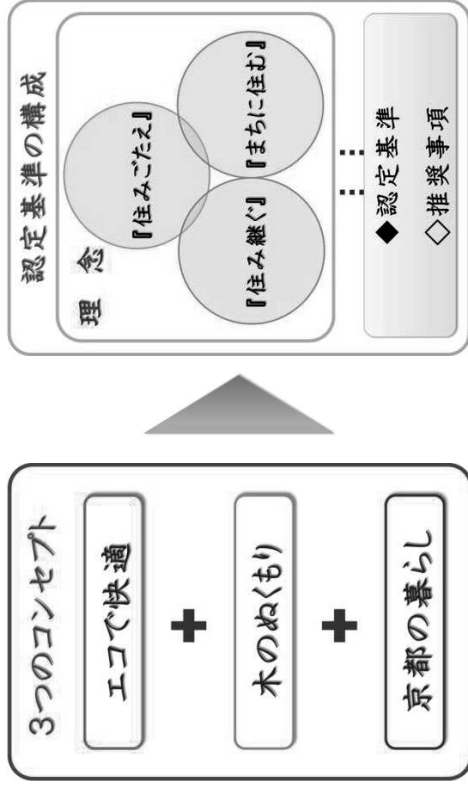 3つのコンセプト
エコで快適
木のぬくもり
京都の暮らし
認定基準の構成
理 念
『住みごたえ』
『住み継ぐ』
『まちに住む』
◆認定基準
◇推奨事項